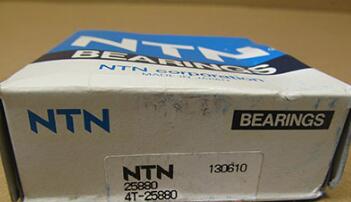 NTN
BEARINGS
NTN corporation
MADE IN JAPAN
NTN BEARINGS
NTN 130610
25880
4T-25880